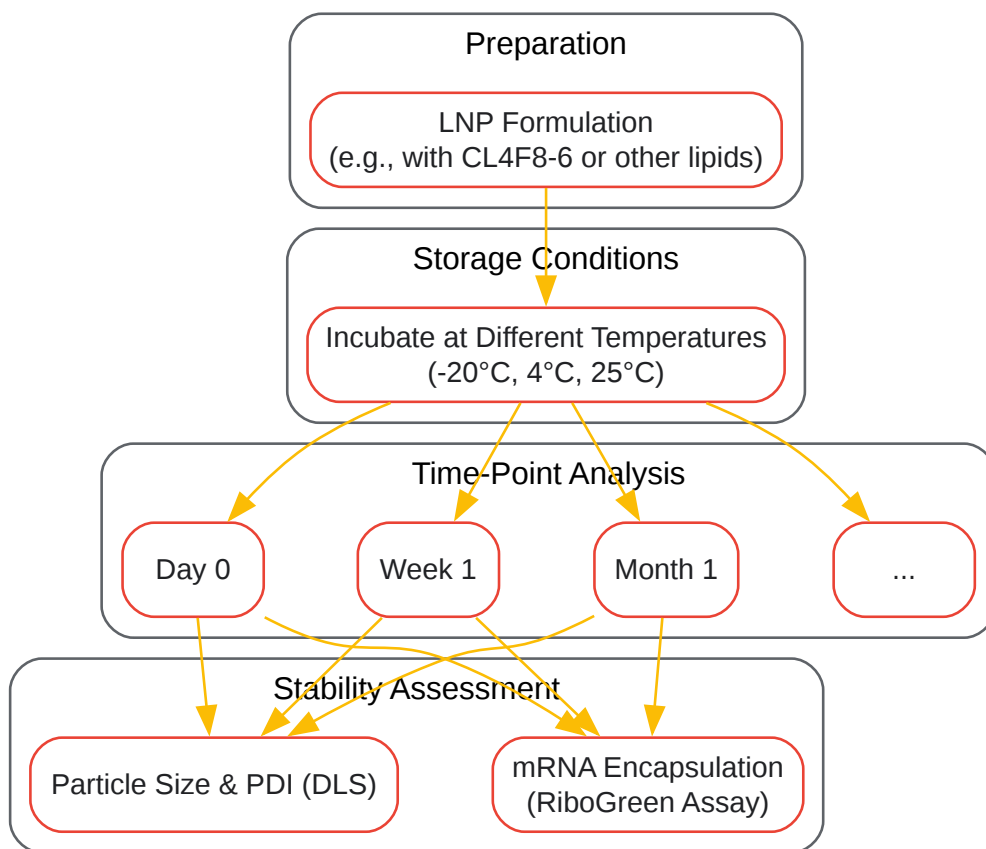 Preparation
LNP Formulation
(e.g., with CL4F8-6 or other lipids)
Storage Conditions
Incubate at Different Temperatures
(-20°C, 4°C, 25°C)
Time-Point Analysis
Day 0
Week 1
Month 1
...
Stability Assessment
Particle Size & PDI (DLS)
mRNA Encapsulation
(RiboGreen Assay)